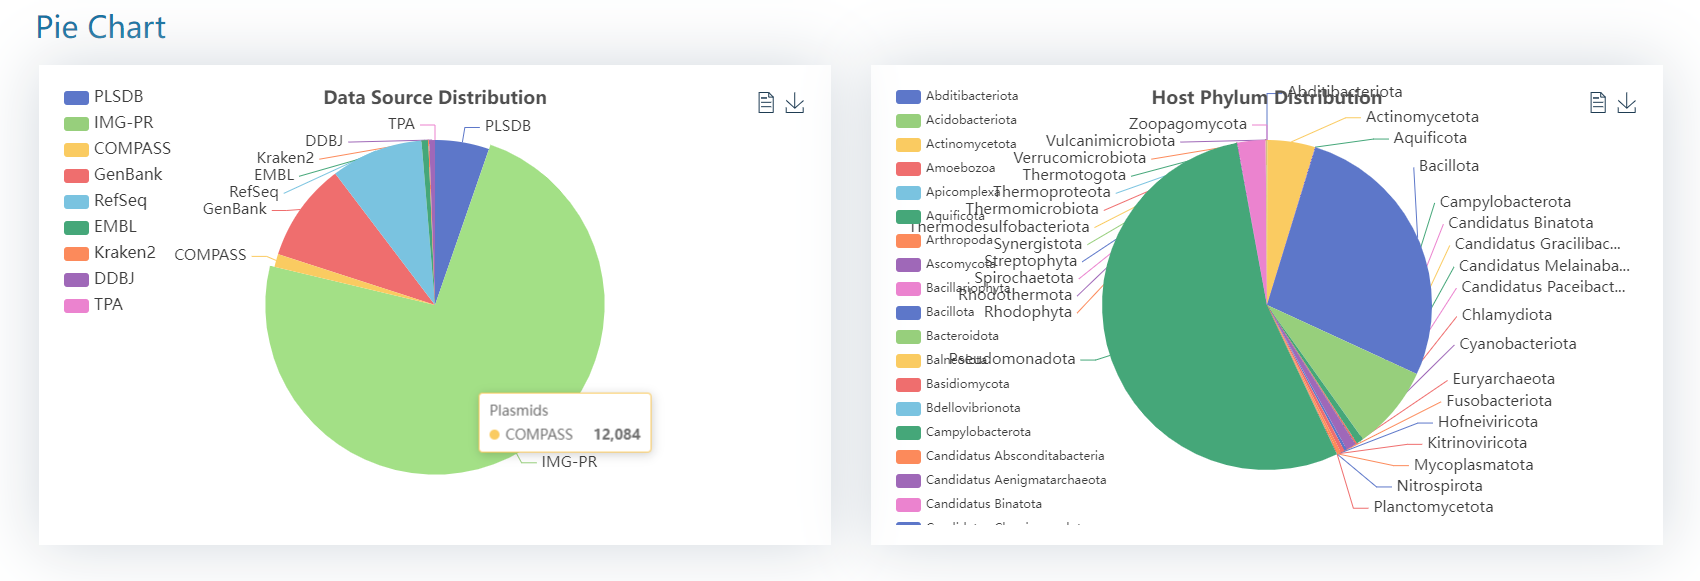 Pie Chart
Data Source Distribution
PLSDB
IMG-PR
COMPASS
GenBank
RefSeq
EMBL
Kraken2
DDBJ
TPA
TPA
PLSDB
DDBJ
Kraken2
EMBL
RefSeq
GenBank
COMPASS
Plasmids
COMPASS 12,084
IMG-PR
Host Phylum Distribution
Abditibacteriota
Acidobacteriota
Actinomycetota
Amoebozoa
Apicomplexa
Aquificota
Arthropoda
Ascomycota
Bacillariophyta
Bacillota
Bacteroidota
Balneolota
Basidiomycota
Bdellovibrionota
Campylobacterota
Candidatus Absconditabacteria
Candidatus Aenigmatarchaeota
Candidatus Binatota
Abditibacteriota
Actinomycetota
Aquificota
Bacillota
Campylobacterota
Candidatus Binatota
Candidatus Gracilibac...
Candidatus Melainaba...
Candidatus Paceibact...
Chlamydiota
Cyanobacteriota
Euryarchaeota
Fusobacteriota
Hofneiviricota
Kitrinoviricota
Mycoplasmatota
Nitrospirota
Planctomycetota
Zoopagomycota
Vulcanimicrobiota
Verrucomicrobiota
Thermotogota
Thermoproteota
Thermomicrobiota
Thermodesulfobacteriota
Synergistota
Streptophyta
Spirochaetota
Rhodothermota
Rhodophyta
Pseudomonadota